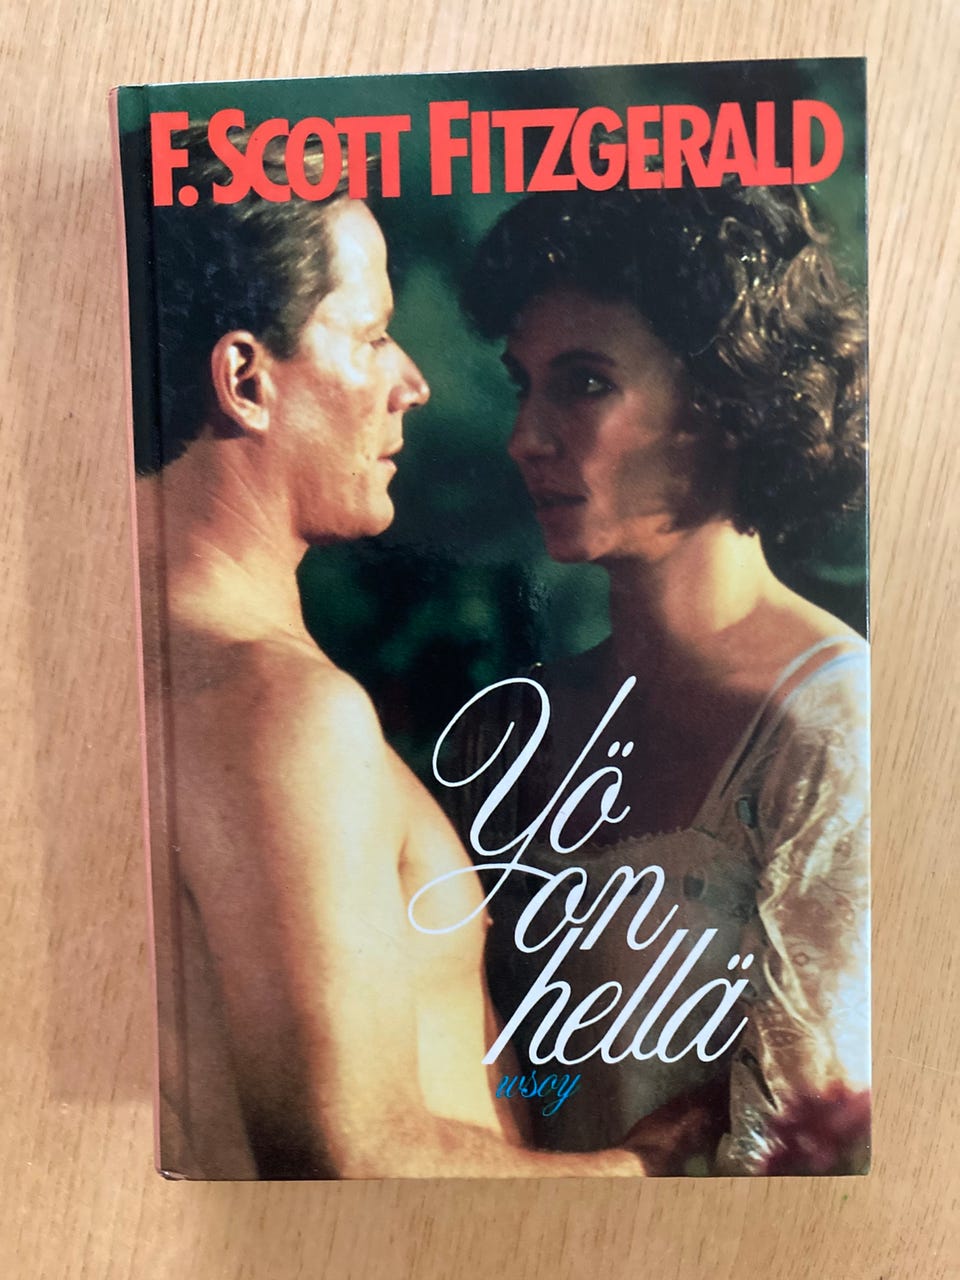 F. SCOTT FITZGERALD
Yö
on
hellä
wsoy